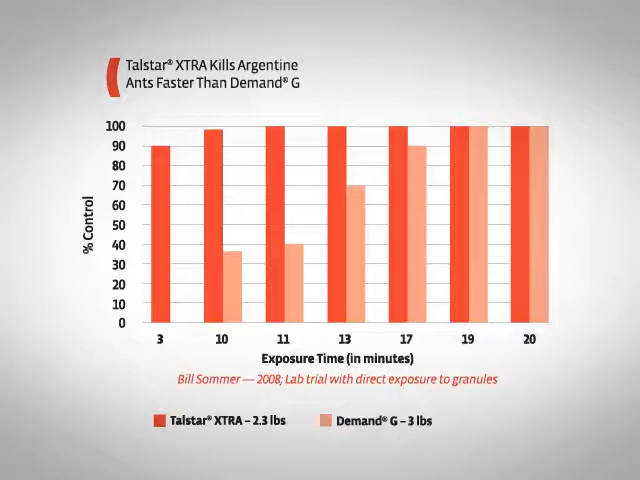 Talstar® XTRA Kills Argentine
Ants Faster Than Demand® G
100
90
80
70
60
50
40
30
20
10
0
% Control
3 10 11 13 17 19 20
Exposure Time (in minutes)
Bill Sommer — 2008; Lab trial with direct exposure to granules
Talstar® XTRA – 2.3 lbs Demand® G – 3 lbs